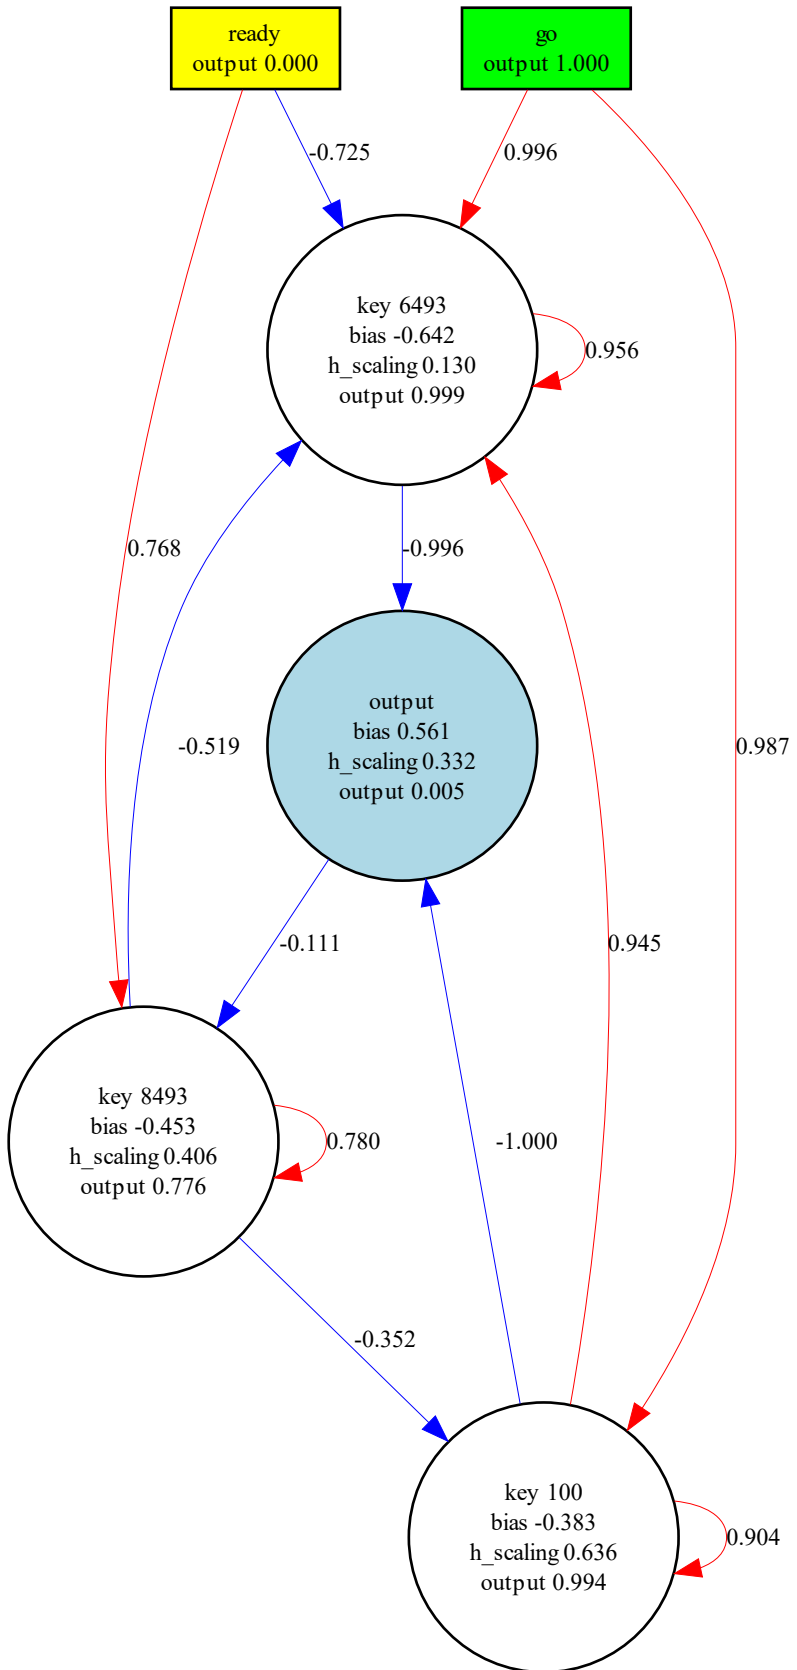 ready
output 0.000
go
output 1.000
-0.725
0.996
key 6493
bias -0.642
h_scaling 0.130
output 0.999
0.956
0.768
-0.996
output
bias 0.561
h_scaling 0.332
output 0.005
-0.519
0.987
-0.111
0.945
key 8493
bias -0.453
h_scaling 0.406
output 0.776
0.780
-1.000
-0.352
key 100
bias -0.383
h_scaling 0.636
output 0.994
0.904